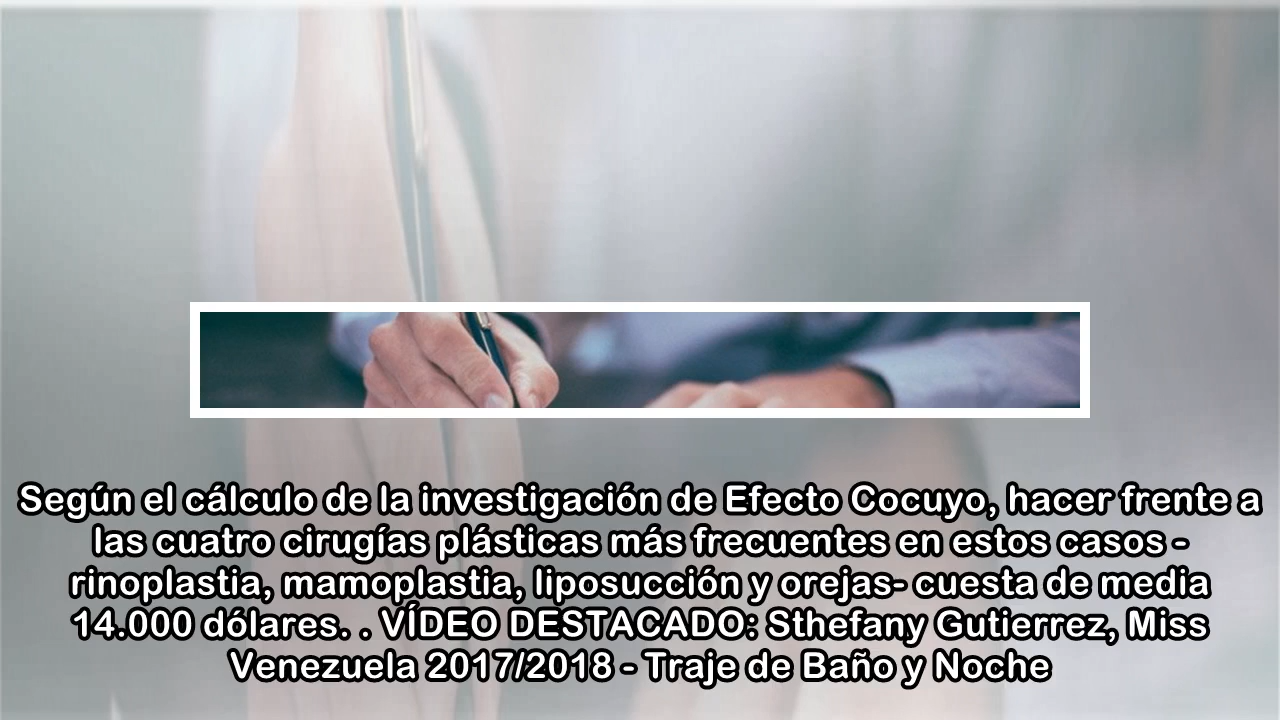 Según el cálculo de la investigación de Efecto Cocuyo, hacer frente a
las cuatro cirugías plásticas más frecuentes en estos casos -
rinoplastia, mamoplastia, liposucción y orejas- cuesta de media
14.000 dólares. . VÍDEO DESTACADO: Sthefany Gutierrez, Miss
Venezuela 2017/2018 - Traje de Baño y Noche